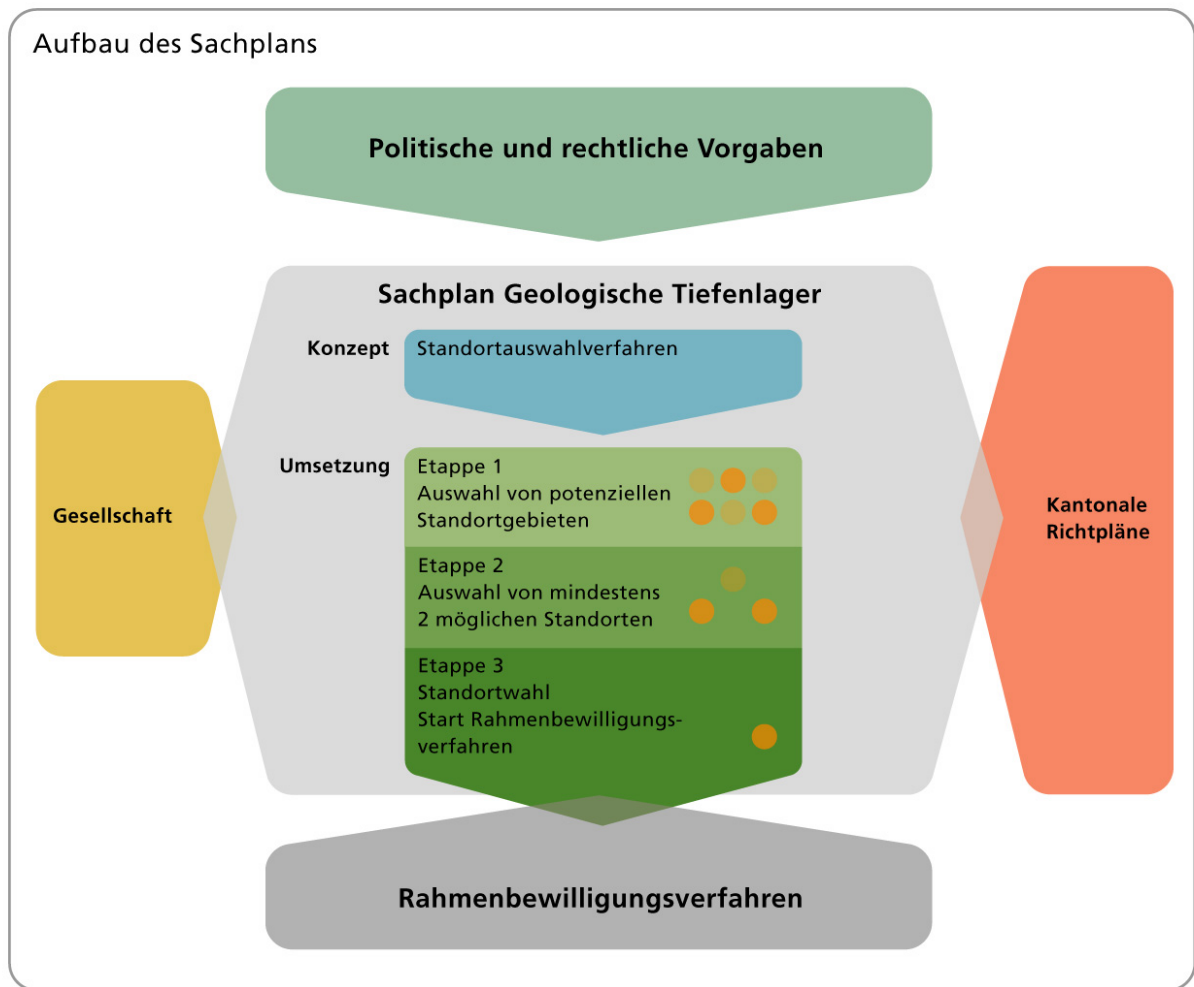 Aufbau des Sachplans
Politische und rechtliche Vorgaben
Sachplan Geologische Tiefenlager
Konzept
Standortauswahlverfahren
Umsetzung
Etappe 1
Auswahl von potenziellen
Standortgebieten
Etappe 2
Auswahl von mindestens
2 möglichen Standorten
Etappe 3
Standortwahl
Start Rahmenbewilligungs-
verfahren
Gesellschaft
Kantonale
Richtpläne
Rahmenbewilligungsverfahren